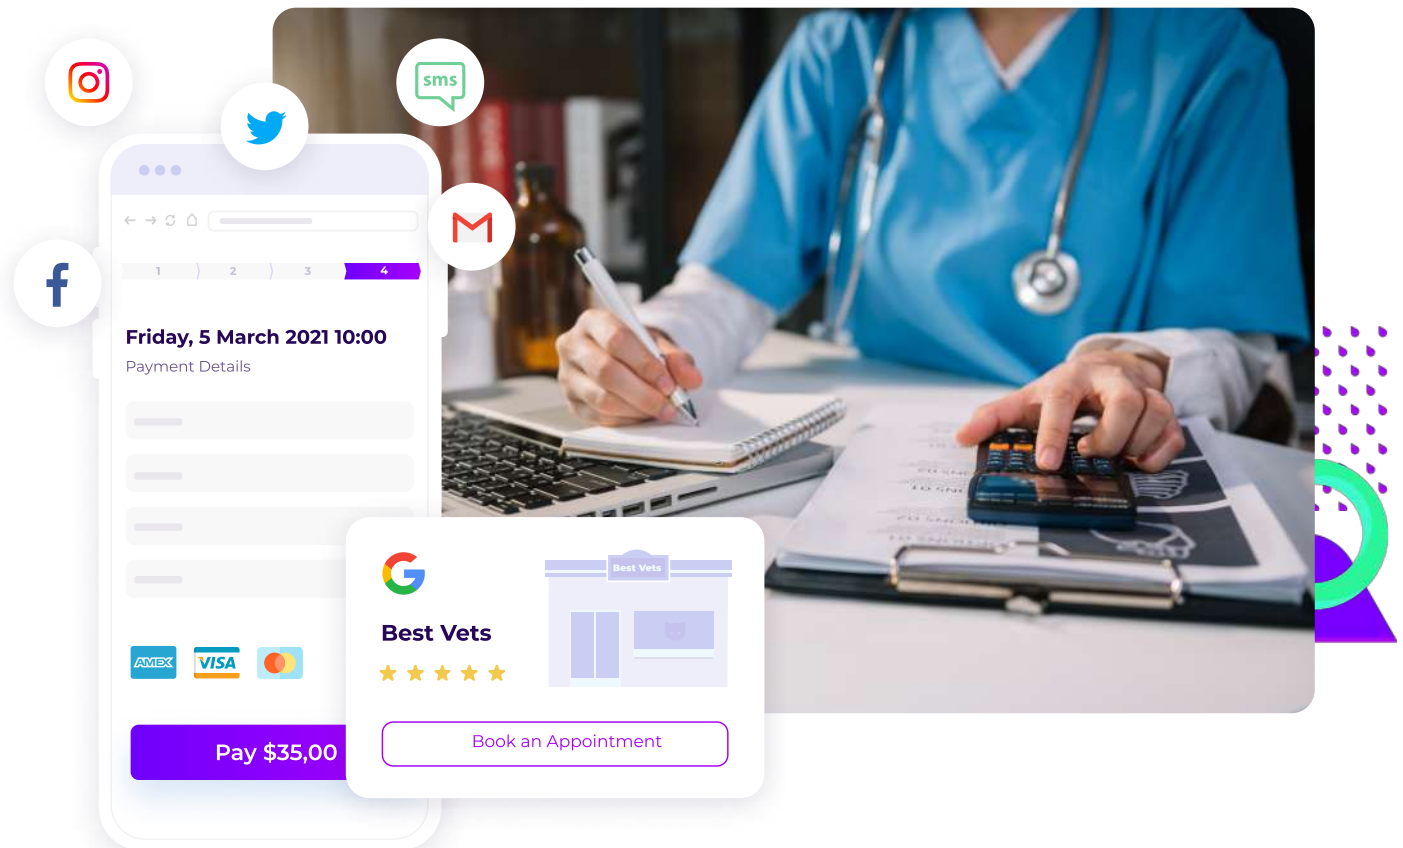 sms
1
2
3
4
Friday, 5 March 2021 10:00
Payment Details
AMEX
VISA
Pay $35,00
Best Vets
Best Vets
Book an Appointment